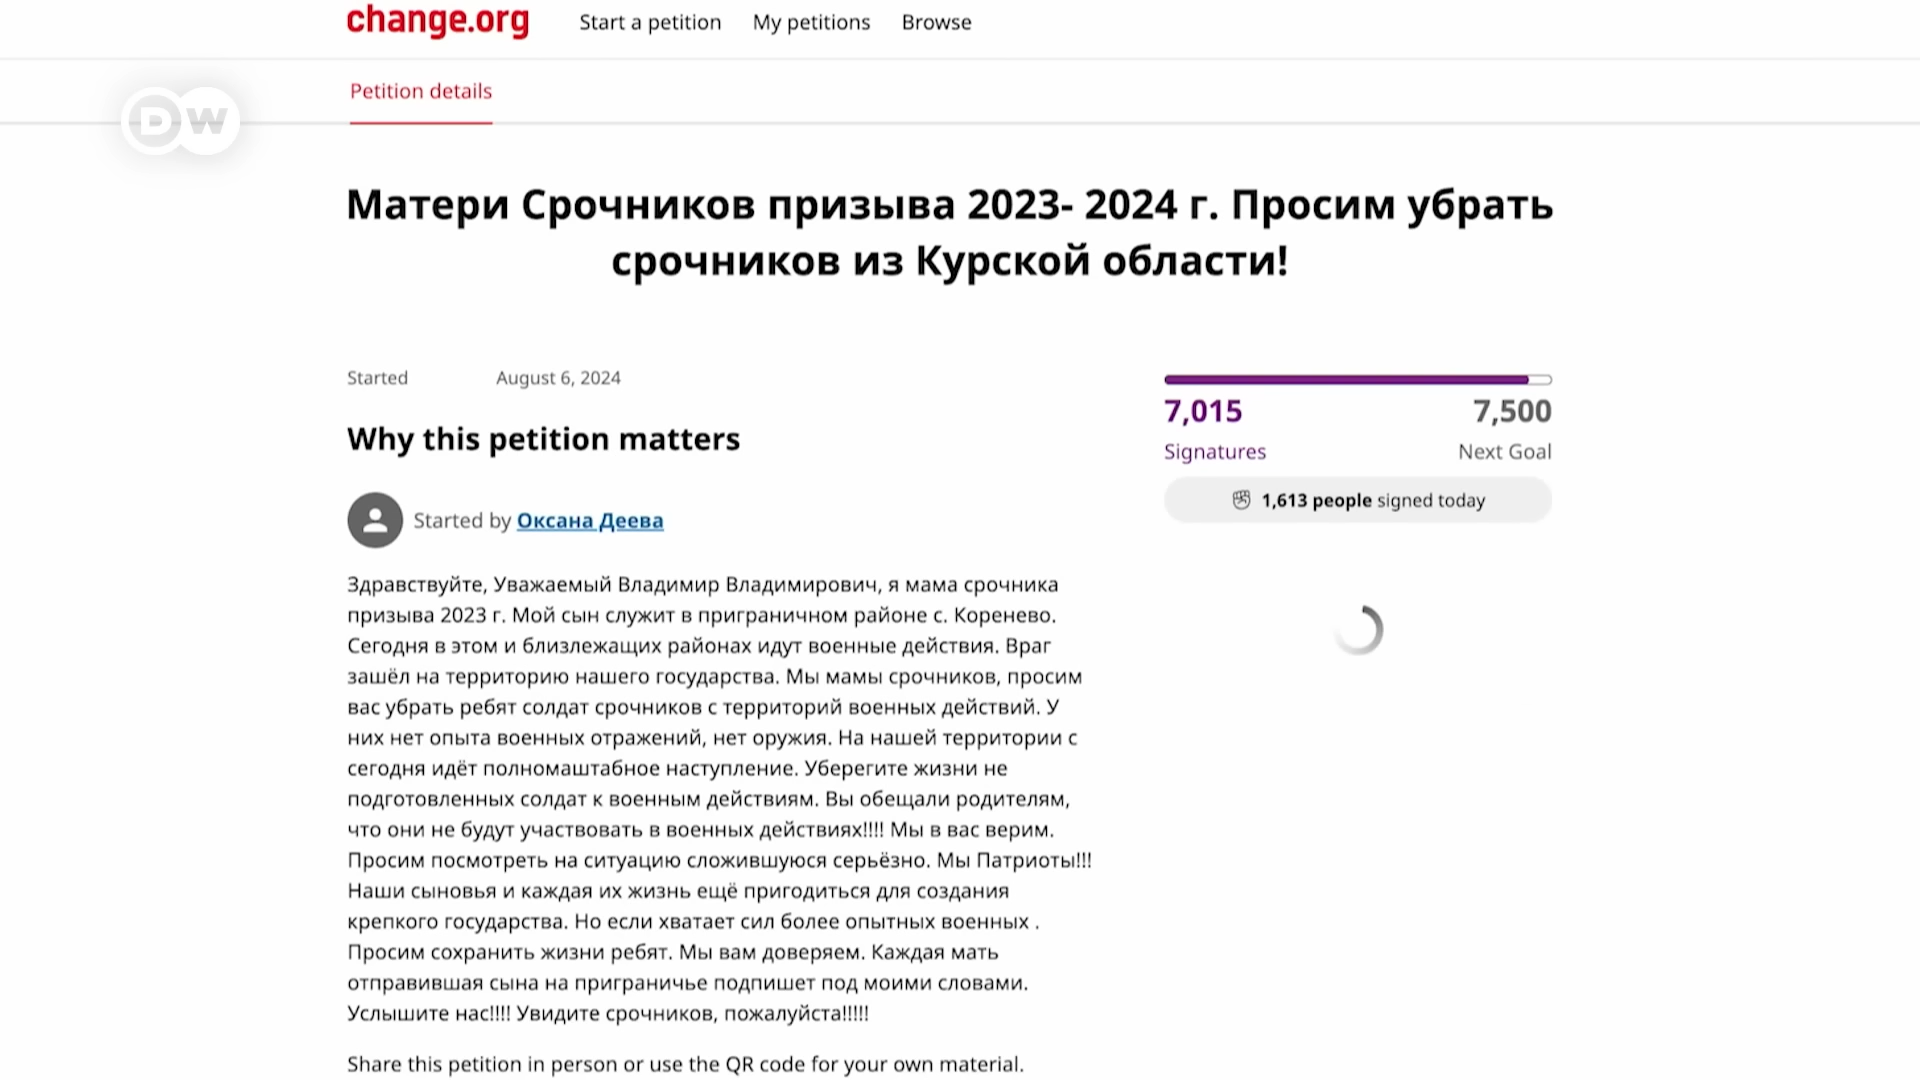 change.org Start a petition My petitions Browse
Petition details
DW
Матери Срочников призыва 2023- 2024 г. Просим убрать
срочников из Курской области!
Started August 6, 2024
7,015 7,500
Signatures Next Goal
1,613 people signed today
Why this petition matters
Started by Оксана Деева
Здравствуйте, Уважаемый Владимир Владимирович, я мама срочника
призыва 2023 г. Мой сын служит в приграничном районе с. Коренево.
Сегодня в этом и близлежащих районах идут военные действия. Враг
зашёл на территорию нашего государства. Мы мамы срочников, просим
вас убрать ребят солдат срочников с территорий военных действий. У
них нет опыта военных отражений, нет оружия. На нашей территории с
сегодня идёт полномаштабное наступление. Уберегите жизни не
подготовленных солдат к военным действиям. Вы обещали родителям,
что они не будут участвовать в военных действиях!!!! Мы в вас верим.
Просим посмотреть на ситуацию сложившуюся серьёзно. Мы Патриоты!!!
Наши сыновья и каждая их жизнь ещё пригодиться для создания
крепкого государства. Но если хватает сил более опытных военных .
Просим сохранить жизни ребят. Мы вам доверяем. Каждая мать
отправившая сына на приграничье подпишет под моими словами.
Услышите нас!!!! Увидите срочников, пожалуйста!!!!!
Share this petition in person or use the QR code for your own material.